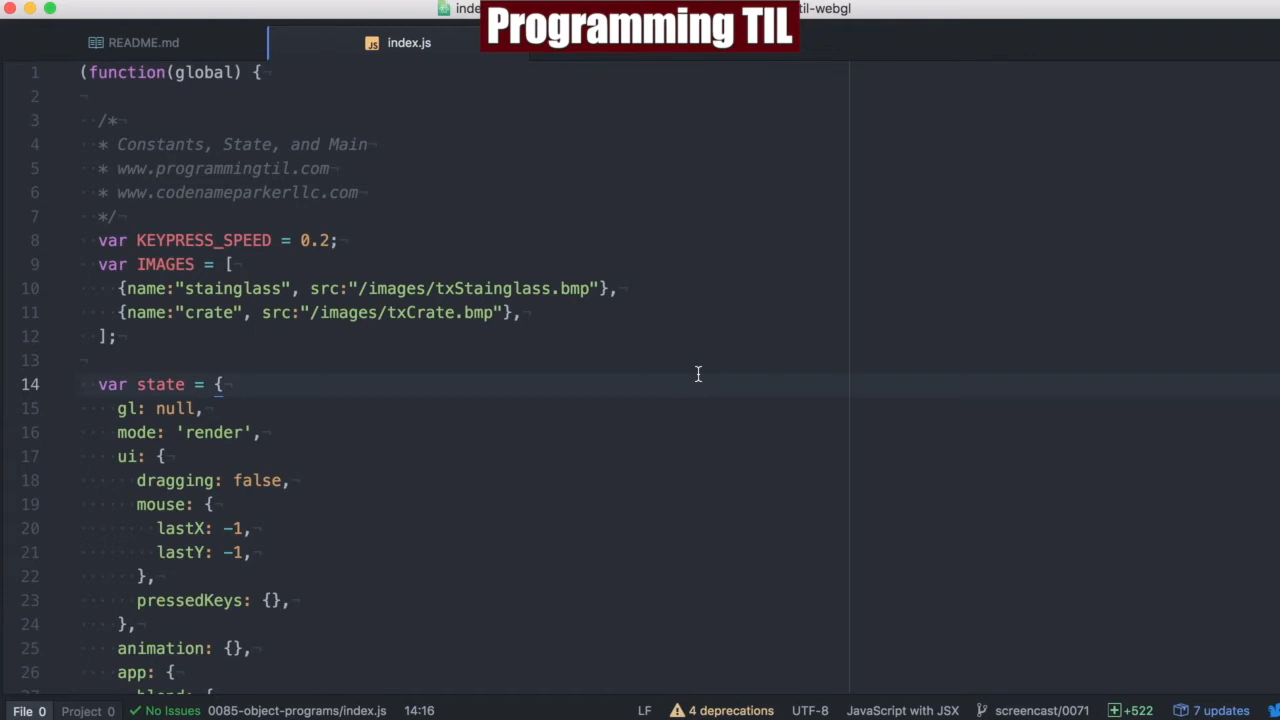 inde
Programming TIL
til-webgl
README.md
JS index.js
1 (function(global) {
2
3 /*
4 * Constants, State, and Main
5 * www.programmingtil.com
6 * www.codenameparkerllc.com
7 */
8 var KEYPRESS_SPEED = 0.2;
9 var IMAGES = [
10 {name:"stainglass", src:"/images/txStainglass.bmp"},
11 {name:"crate", src:"/images/txCrate.bmp"},
12 ];
13
14 var state = {
15 gl: null,
16 mode: 'render',
17 ui: {
18 dragging: false,
19 mouse: {
20 lastX: -1,
21 lastY: -1,
22 },
23 pressedKeys: {},
24 },
25 animation: {},
26 app: {
File 0 Project 0 No Issues 0085-object-programs/index.js 14:16 LF 4 deprecations UTF-8 JavaScript with JSX screencast/0071 +522 7 updates